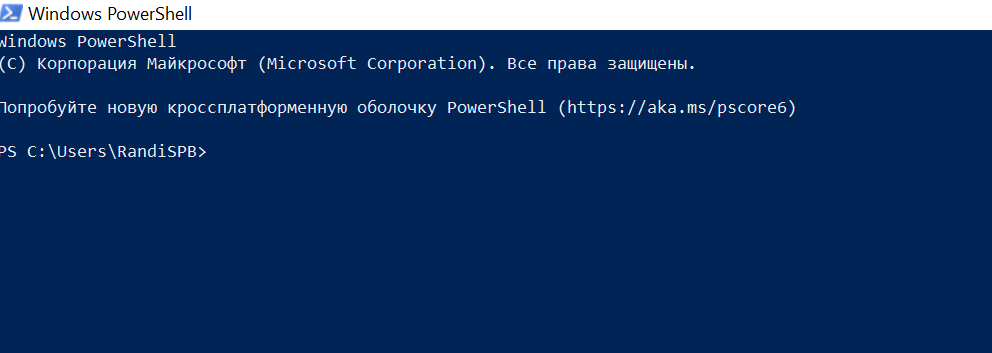 Windows PowerShell
Windows PowerShell
(C) Корпорация Майкрософт (Microsoft Corporation). Все права защищены.
Попробуйте новую кроссплатформенную оболочку PowerShell (https://aka.ms/pscore6)
PS C:\Users\RandiSPB>